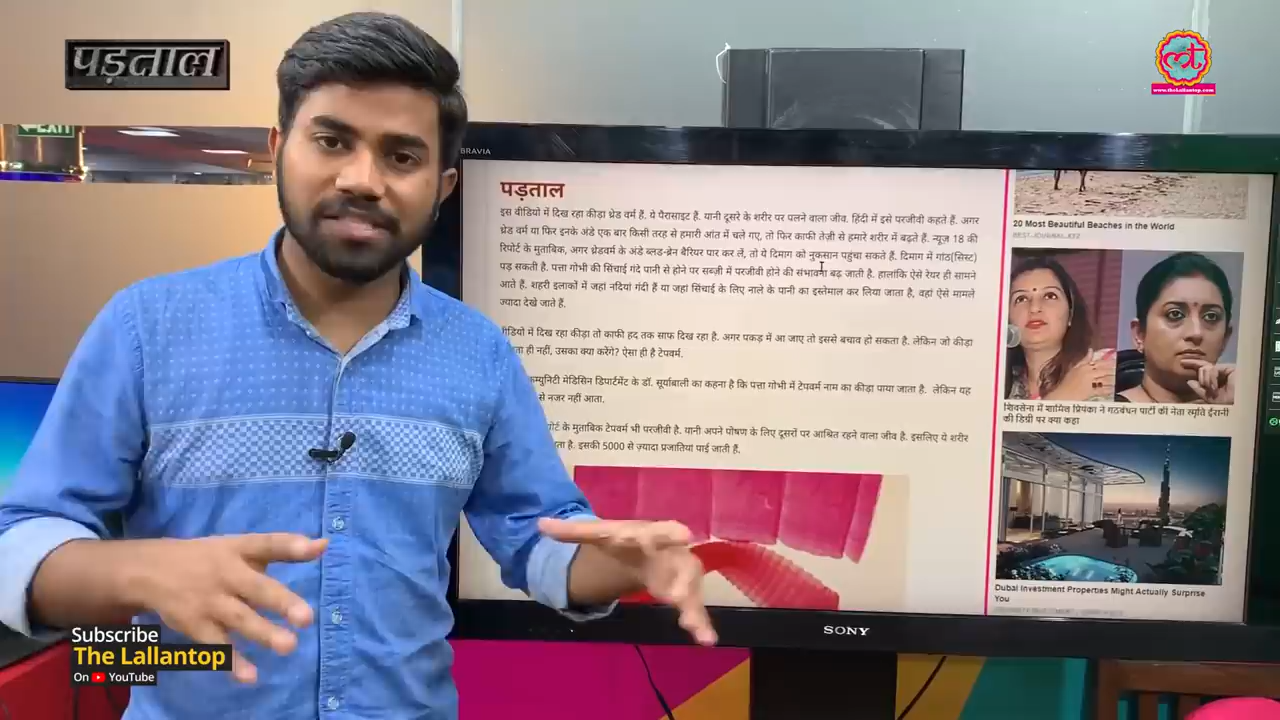 पड़ताल
www.theLallantop.com
EXIT
BRAVIA
पड़ताल
इस वीडियो में दिख रहा कीड़ा थ्रेड वर्म हैं. ये पैरासाइट हैं. यानी दूसरे के शरीर पर पलने वाला जीव. हिंदी में इसे परजीवी कहते हैं. अगर
थ्रेड वर्म या फिर इनके अंडे एक बार किसी तरह से हमारी आंत में चले गए, तो फिर काफी तेज़ी से हमारे शरीर में बढ़ते हैं. न्यूज़ 18 की
रिपोर्ट के मुताबिक, अगर थ्रेडवर्म के अंडे ब्लड-ब्रेन बैरियर पार कर लें, तो ये दिमाग को नुकसान पहुंचा सकते हैं. दिमाग में गांठ(सिस्ट)
पड़ सकती है. पत्ता गोभी की सिंचाई गंदे पानी से होने पर सब्ज़ी में परजीवी होने की संभावना बढ़ जाती है. हालांकि ऐसे रेयर ही सामने
आते हैं. शहरी इलाकों में जहां नदियां गंदी हैं या जहां सिंचाई के लिए नाले के पानी का इस्तेमाल कर लिया जाता है, वहां ऐसे मामले
ज्यादा देखे जाते हैं.
वीडियो में दिख रहा कीड़ा तो काफी हद तक साफ दिख रहा है. अगर पकड़ में आ जाए तो इससे बचाव हो सकता है. लेकिन जो कीड़ा
ता ही नहीं, उसका क्या करेंगे? ऐसा ही है टेपवर्म.
कम्युनिटी मेडिसिन डिपार्टमेंट के डॉ. सूर्याबाली का कहना है कि पत्ता गोभी में टेपवर्म नाम का कीड़ा पाया जाता है. लेकिन यह
से नजर नहीं आता.
के मुताबिक टेपवर्म भी परजीवी है. यानी अपने पोषण के लिए दूसरों पर आश्रित रहने वाला जीव है. इसलिए ये शरीर
ता है. इसकी 5000 से ज़्यादा प्रजातियां पाई जाती हैं.
20 Most Beautiful Beaches in the World
शिवसेना में शामिल प्रियंका ने गठबंधन पार्टी की नेता स्मृति ईरानी
की डिग्री पर क्या कहा
Dubai Investment Properties Might Actually Surprise
You
SONY
Subscribe
The Lallantop
On YouTube